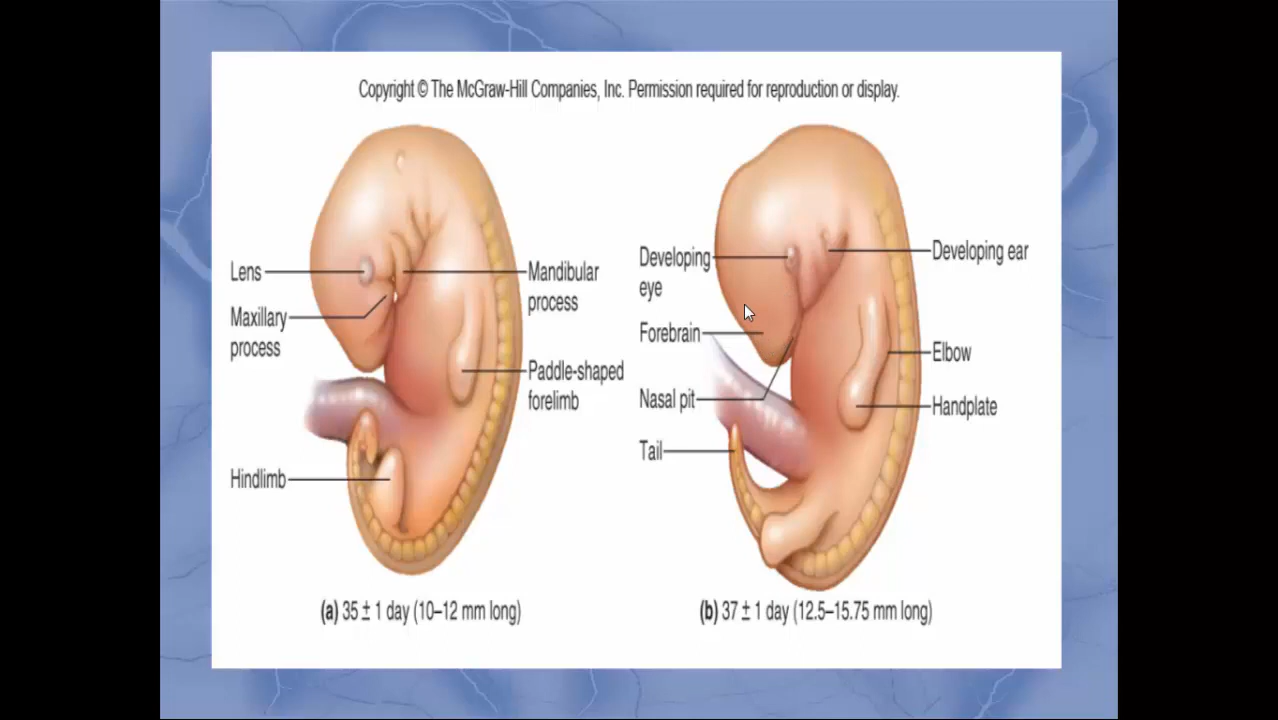 Copyright © The McGraw-Hill Companies, Inc. Permission required for reproduction or display.
Lens
Maxillary
process
Hindlimb
Mandibular
process
Paddle-shaped
forelimb
(a) 35 ± 1 day (10–12 mm long)
Developing
eye
Forebrain
Nasal pit
Tail
Developing ear
Elbow
Handplate
(b) 37 ± 1 day (12.5–15.75 mm long)